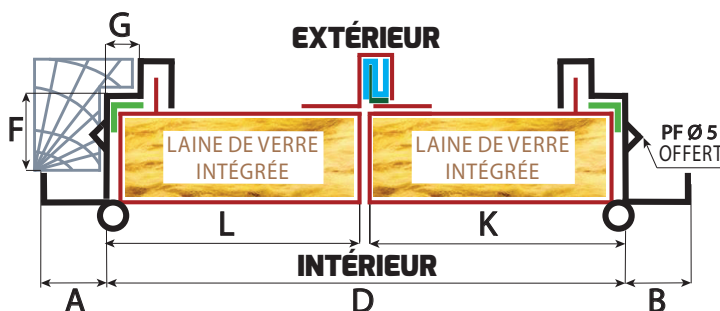 G
EXTÉRIEUR
F
LAINE DE VERRE
INTÉGRÉE
LAINE DE VERRE
INTÉGRÉE
PF Ø 5
OFFERT
L
K
INTÉRIEUR
A
D
B